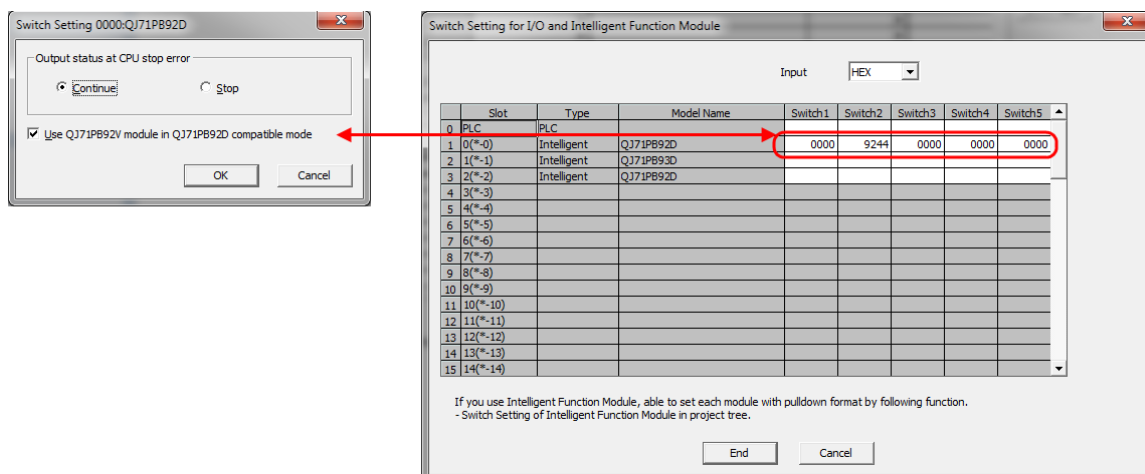 Switch Setting 0000:QJ71PB92D
Output status at CPU stop error
Continue Stop
Use QJ71PB92V module in QJ71PB92D compatible mode
OK Cancel
Switch Setting for I/O and Intelligent Function Module
Input HEX
Slot Type Model Name Switch1 Switch2 Switch3 Switch4 Switch5
0 PLC PLC
1 0(*-0) Intelligent QJ71PB92D 0000 9244 0000 0000 0000
2 1(*-1) Intelligent QJ71PB93D
3 2(*-2) Intelligent QJ71PB92D
4 3(*-3)
5 4(*-4)
6 5(*-5)
7 6(*-6)
8 7(*-7)
9 8(*-8)
10 9(*-9)
11 10(*-10)
12 11(*-11)
13 12(*-12)
14 13(*-13)
15 14(*-14)
If you use Intelligent Function Module, able to set each module with pulldown format by following function.
- Switch Setting of Intelligent Function Module in project tree.
End Cancel